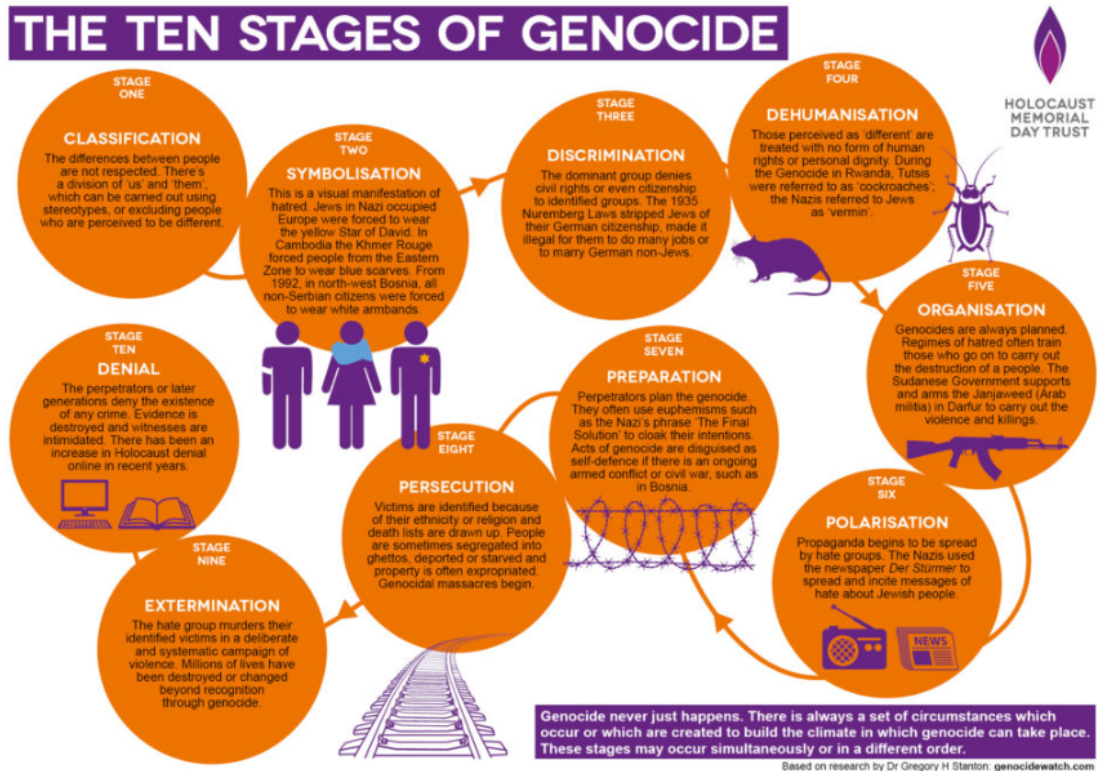 THE TEN STAGES OF GENOCIDE
HOLOCAUST
MEMORIAL
DAY TRUST
STAGE
ONE
CLASSIFICATION
The differences between people
are not respected. There's
a division of 'us' and 'them',
which can be carried out using
stereotypes, or excluding people
who are perceived to be different.
STAGE
TWO
SYMBOLISATION
This is a visual manifestation of
hatred. Jews in Nazi occupied
Europe were forced to wear
the yellow Star of David. In
Cambodia the Khmer Rouge
forced people from the Eastern
Zone to wear blue scarves. From
1992, in north-west Bosnia, all
non-Serbian citizens were forced
to wear white armbands.
STAGE
THREE
DISCRIMINATION
The dominant group denies
civil rights or even citizenship
to identified groups. The 1935
Nuremberg Laws stripped Jews of
their German citizenship, made it
illegal for them to do many jobs or
to marry German non-Jews.
STAGE
FOUR
DEHUMANISATION
Those perceived as 'different' are
treated with no form of human
rights or personal dignity. During
the Genocide in Rwanda, Tutsis
were referred to as 'cockroaches';
the Nazis referred to Jews
as 'vermin'.
STAGE
FIVE
ORGANISATION
Genocides are always planned.
Regimes of hatred often train
those who go on to carry out
the destruction of a people. The
Sudanese Government supports
and arms the Janjaweed (Arab
militia) in Darfur to carry out the
violence and killings.
STAGE
SIX
POLARISATION
Propaganda begins to be spread
by hate groups. The Nazis used
the newspaper Der Stürmer to
spread and incite messages of
hate about Jewish people.
NEWS
STAGE
SEVEN
PREPARATION
Perpetrators plan the genocide.
They often use euphemisms such
as the Nazi's phrase 'The Final
Solution' to cloak their intentions.
Acts of genocide are disguised as
self-defence if there is an ongoing
armed conflict or civil war, such as
in Bosnia.
STAGE
EIGHT
PERSECUTION
Victims are identified because
of their ethnicity or religion and
death lists are drawn up. People
are sometimes segregated into
ghettos, deported or starved and
property is often expropriated.
Genocidal massacres begin.
STAGE
NINE
EXTERMINATION
The hate group murders their
identified victims in a deliberate
and systematic campaign of
violence. Millions of lives have
been destroyed or changed
beyond recognition
through genocide.
STAGE
TEN
DENIAL
The perpetrators or later
generations deny the existence
of any crime. Evidence is
destroyed and witnesses are
intimidated. There has been an
increase in Holocaust denial
online in recent years.
Genocide never just happens. There is always a set of circumstances which
occur or which are created to build the climate in which genocide can take place.
These stages may occur simultaneously or in a different order.
Based on research by Dr Gregory H Stanton: genocidewatch.com